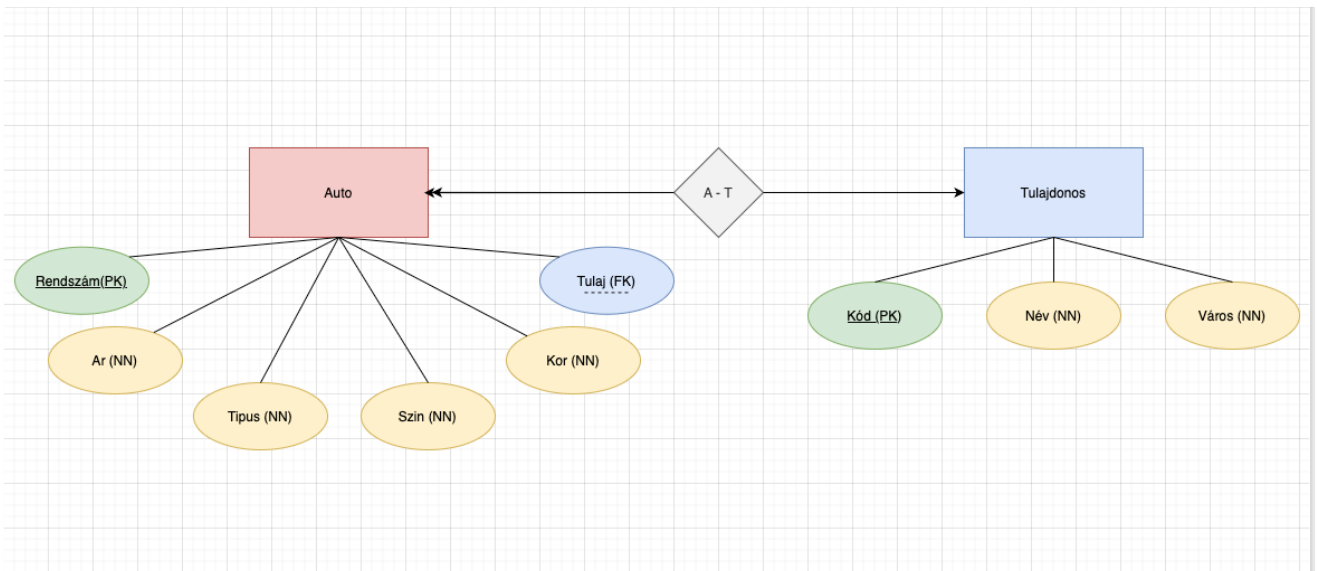 Auto
A - T
Tulajdonos
Rendszám(PK)
Tulaj (FK)
Ar (NN)
Kor (NN)
Tipus (NN)
Szin (NN)
Kód (PK)
Név (NN)
Város (NN)